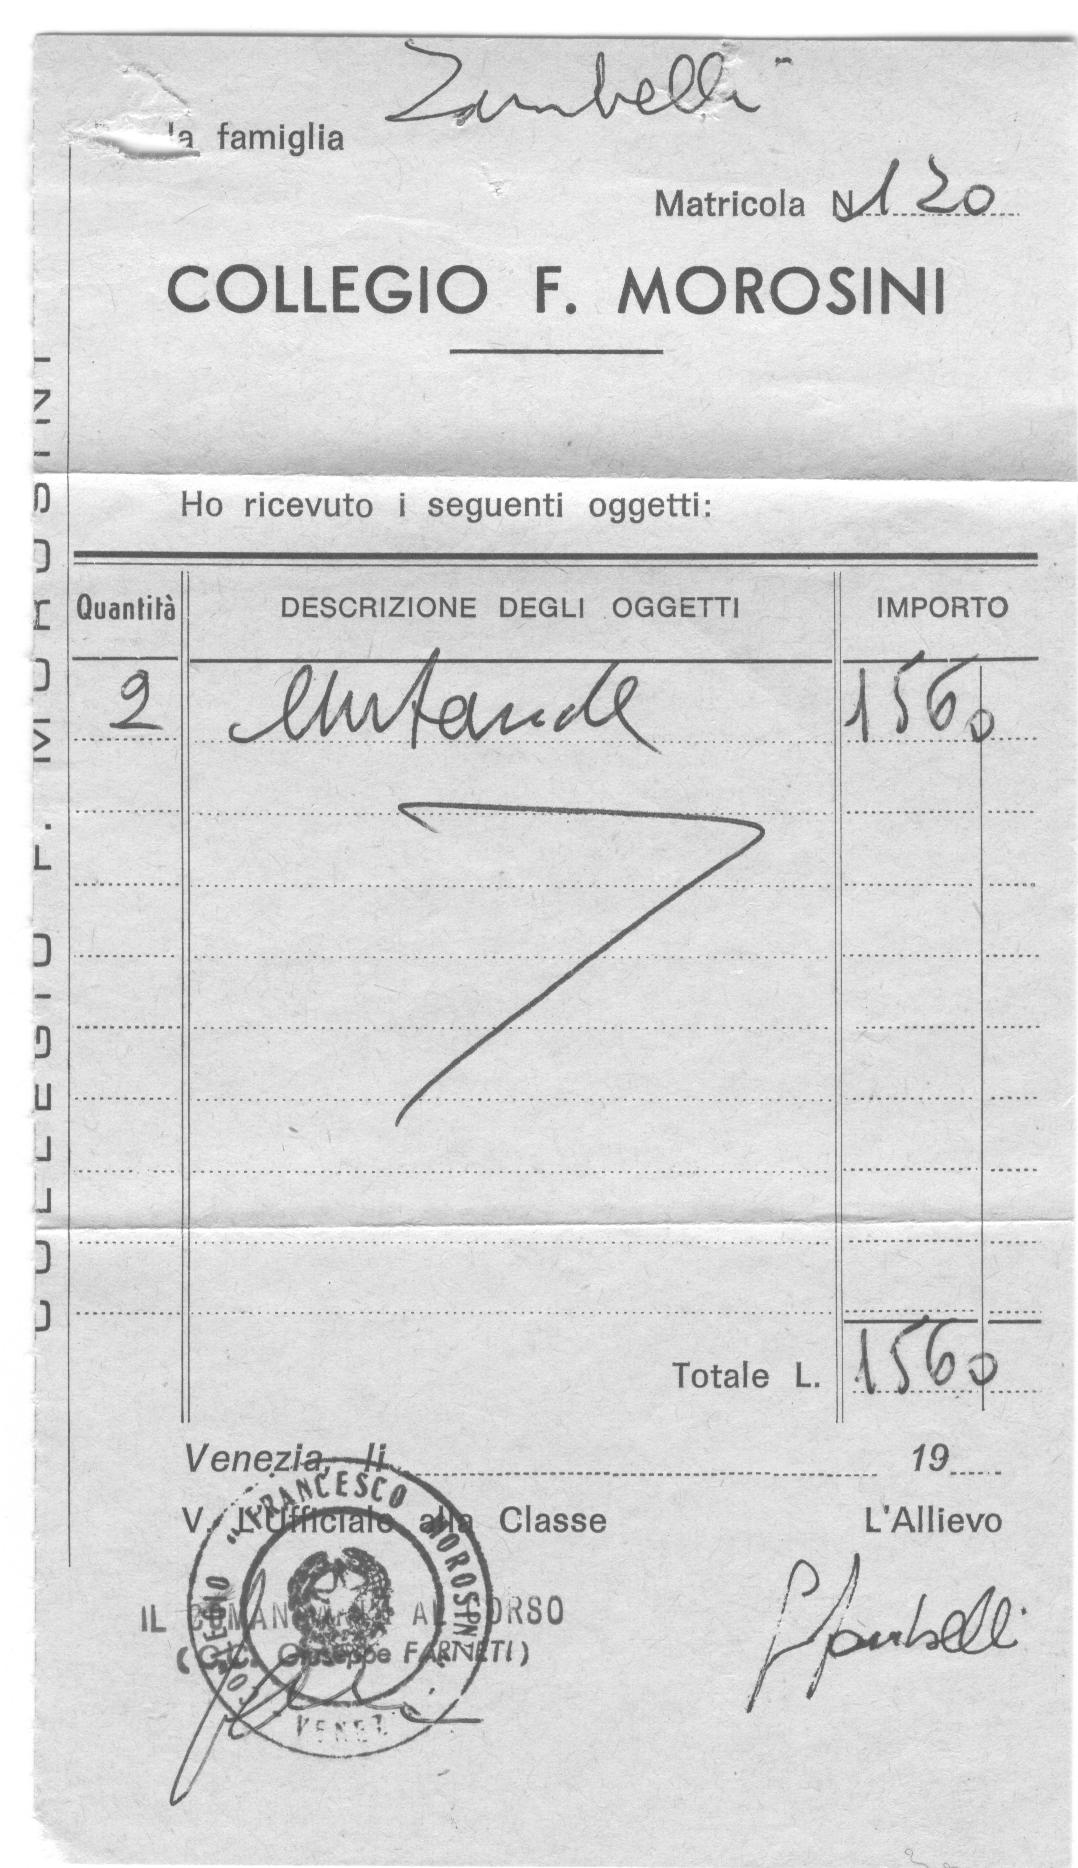 Zambelli
la famiglia
Matricola N 120
COLLEGIO F. MOROSINI
COLLEGIO F. MOROSINI
Ho ricevuto i seguenti oggetti:
Quantità DESCRIZIONE DEGLI OGGETTI IMPORTO
2 Mutande 1560
Totale L. 1560
Venezia, li 19
V. L'Ufficiale alla Classe L'Allievo
IL COMANDANTE AL CORSO
Giuseppe FARNETI)
COLLEGIO "FRANCESCO MOROSINI"
VENEZIA
Zambelli